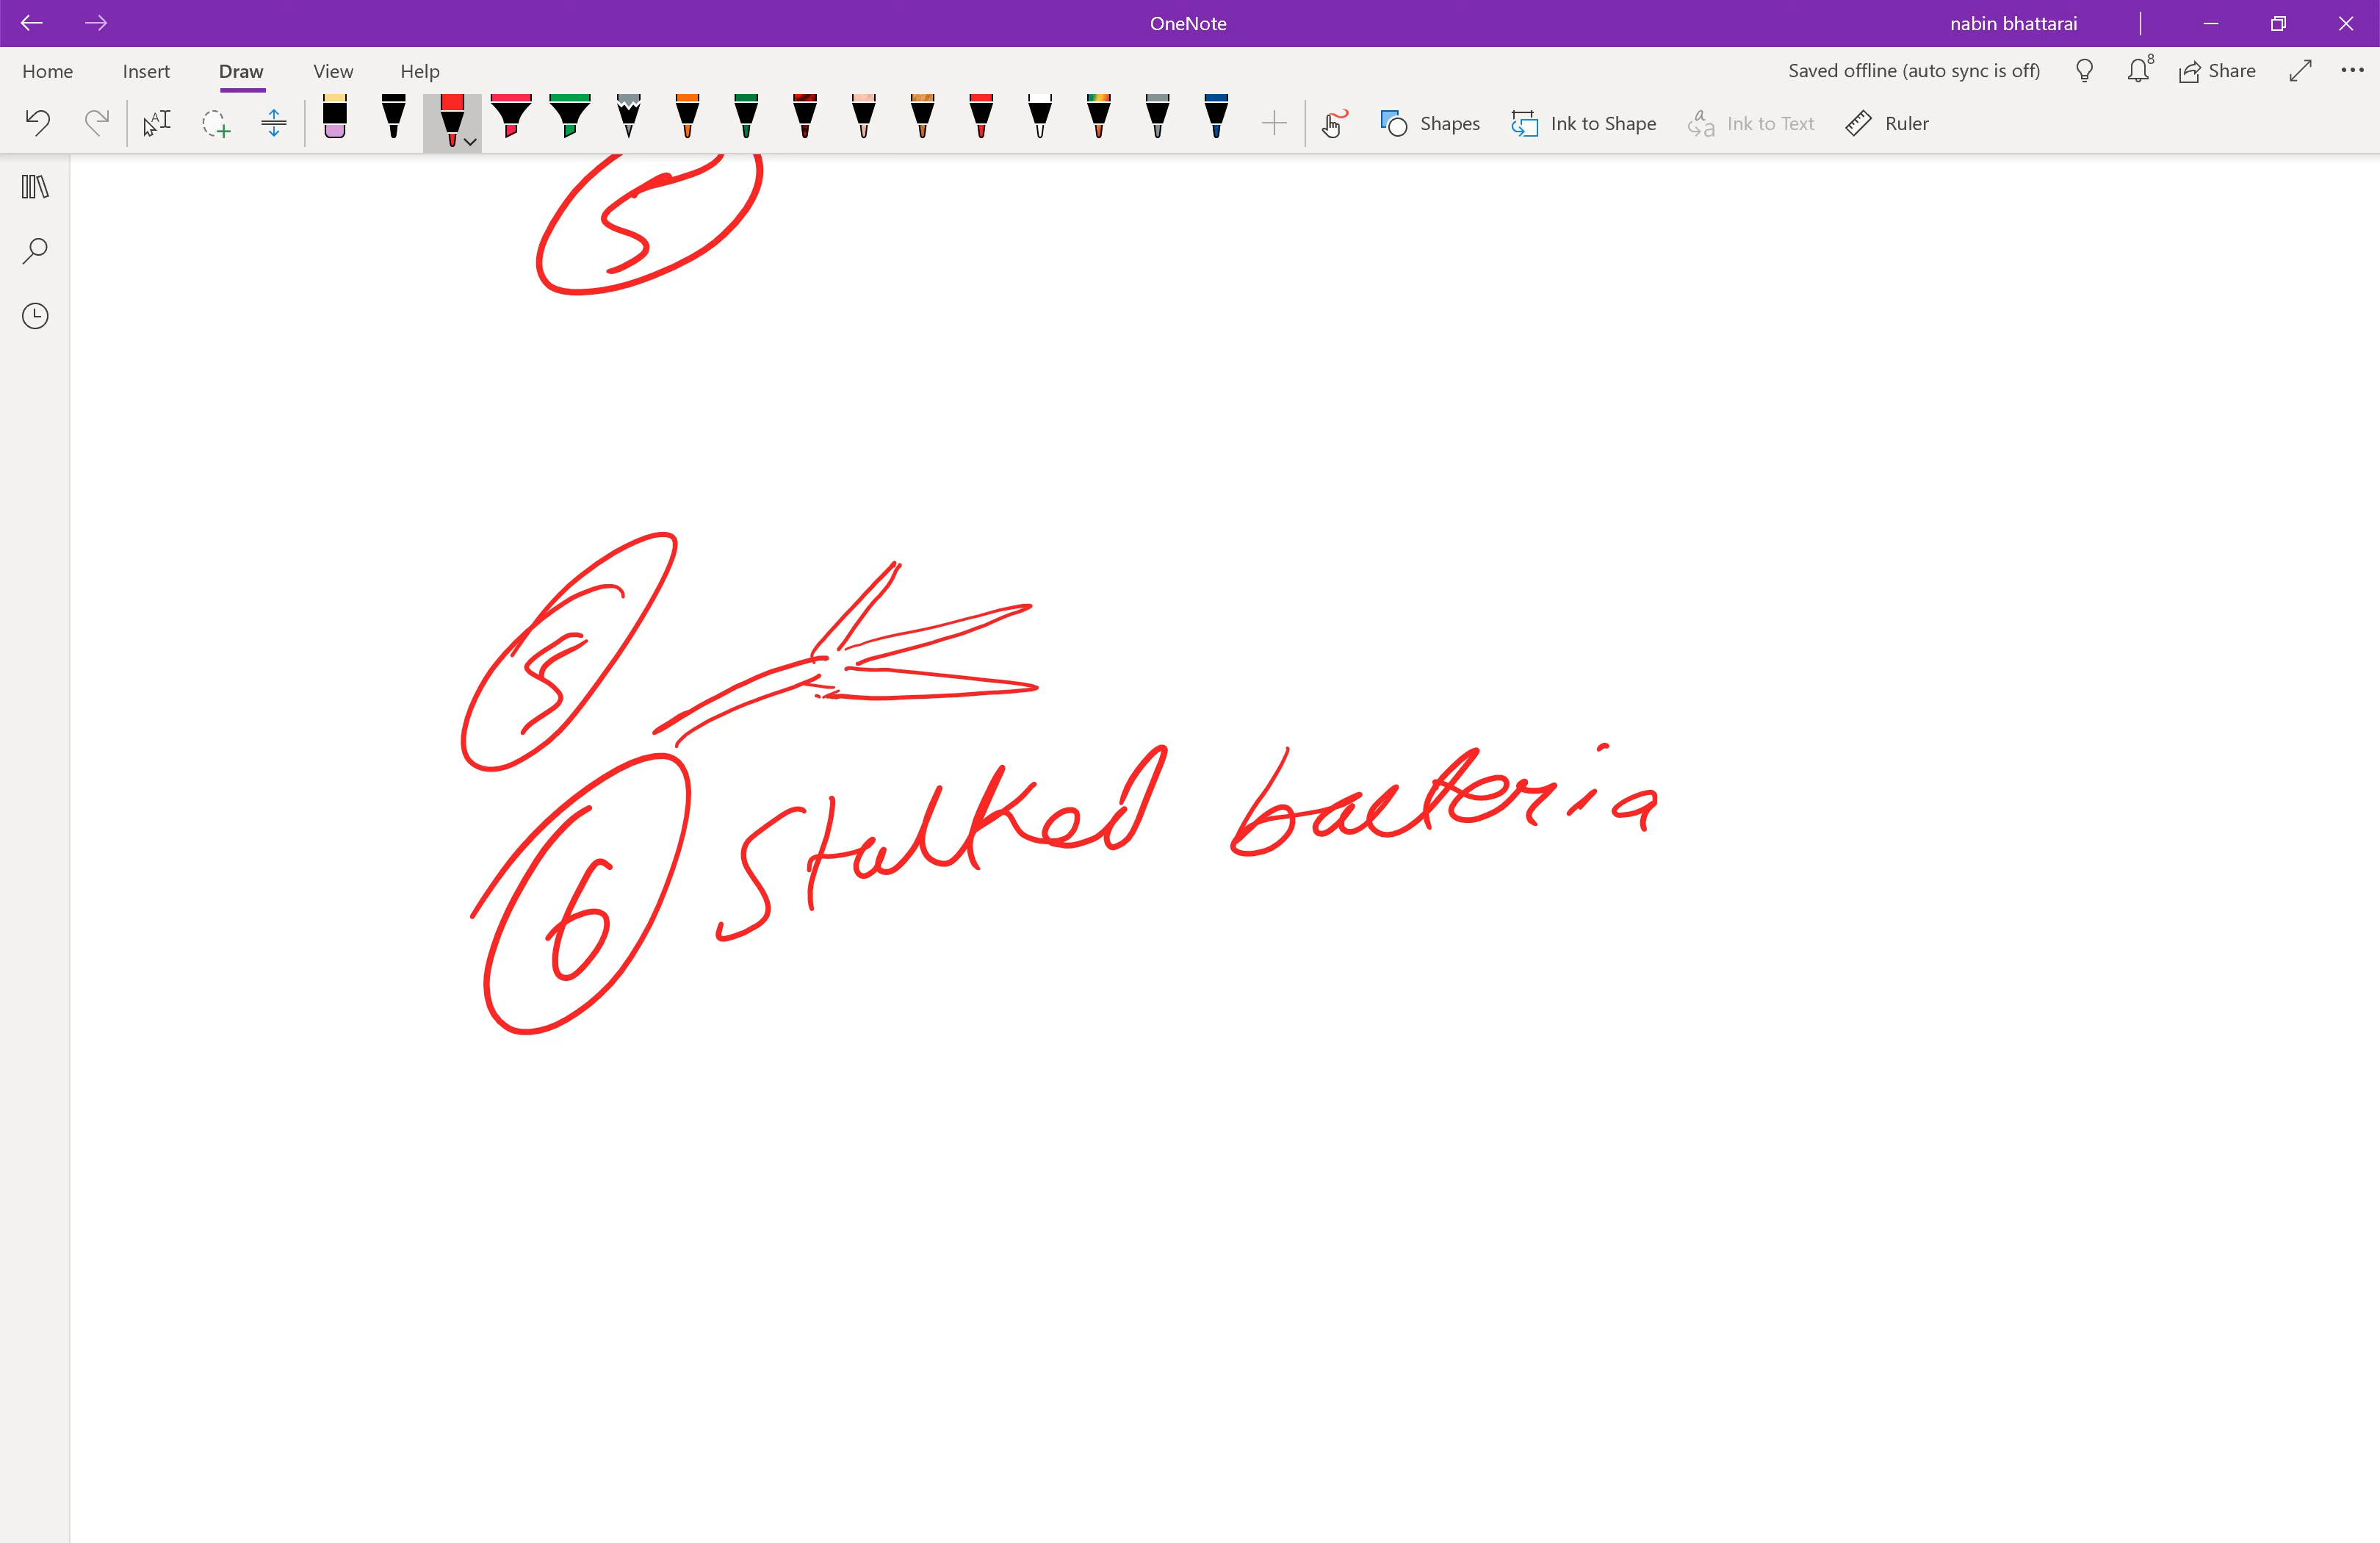 OneNote
nabin bhattarai
Home Insert Draw View Help
Saved offline (auto sync is off)
8
Share
Shapes
Ink to Shape
Ink to Text
Ruler
5
5
6 Stalked bacteria